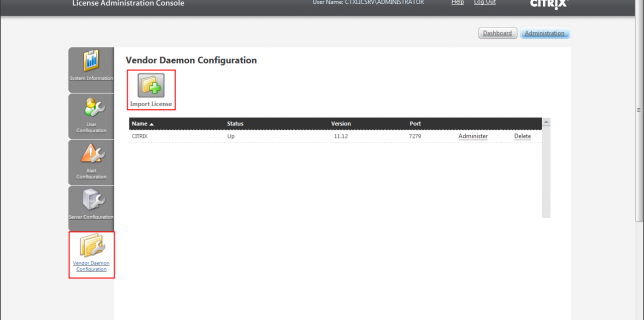 License Administration Console
User Name: CTXLICSRV\ADMINISTRATOR
Help
Log Out
CITRIX
Dashboard
Administration
System Information
Vendor Daemon Configuration
Import License
User
Configuration
Name
Status
Version
Port
CITRIX
Up
11.12
7279
Administer
Delete
Alert
Configuration
Server Configuration
Vendor Daemon
Configuration